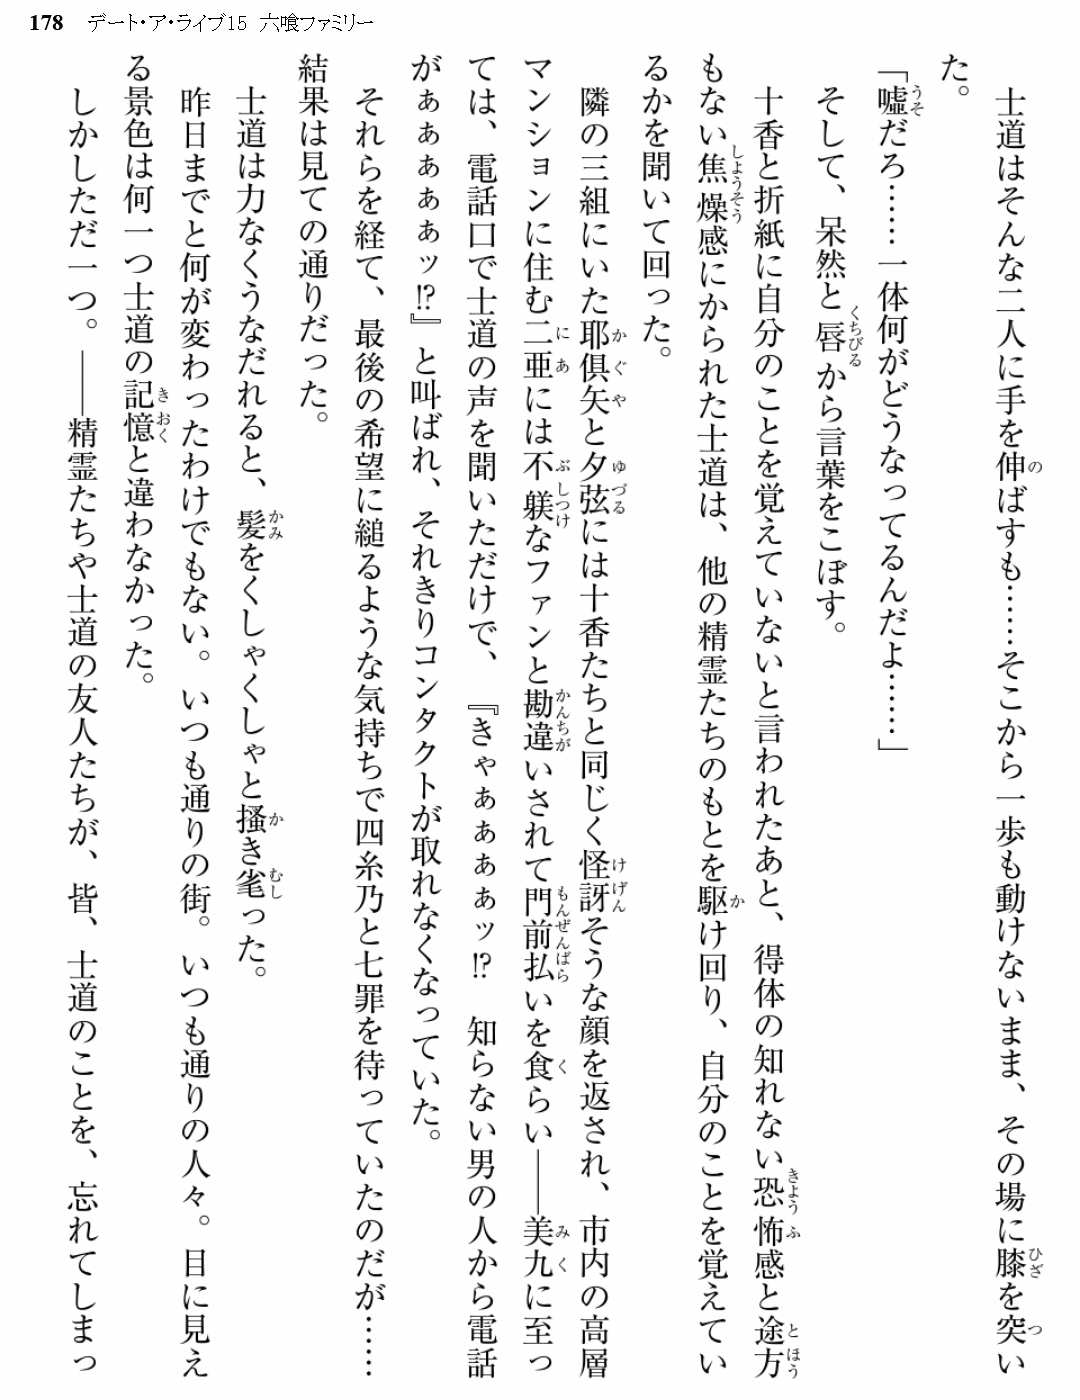 178 デート・ア・ライブ15 六喰ファミリー
士道はそんな二人に手を伸ばすも……そこから一歩も動けないまま、その場に膝を突い
た。
「嘘だろ……一体何がどうなってるんだよ……」
そして、呆然と唇から言葉をこぼす。
十香と折紙に自分のことを覚えていないと言われたあと、得体の知れない恐怖感と途方
もない焦燥感にかられた士道は、他の精霊たちのもとを駆け回り、自分のことを覚えてい
るかを聞いて回った。
隣の三組にいた耶倶矢と夕弦には十香たちと同じく怪訝そうな顔を返され、市内の高層
マンションに住む二亜には不躾なファンと勘違いされて門前払いを食らい――美九に至っ
ては、電話口で士道の声を聞いただけで、『きゃぁぁぁぁッ!?　知らない男の人から電話
がぁぁぁぁぁッ!?』と叫ばれ、それきりコンタクトが取れなくなっていた。
それらを経て、最後の希望に縋るような気持ちで四糸乃と七罪を待っていたのだが……
結果は見ての通りだった。
士道は力なくうなだれると、髪をくしゃくしゃと掻き毟った。
昨日までと何が変わったわけでもない。いつも通りの街。いつも通りの人々。目に見え
る景色は何一つ士道の記憶と違わなかった。
しかしただ一つ。――精霊たちや士道の友人たちが、皆、士道のことを、忘れてしまっ